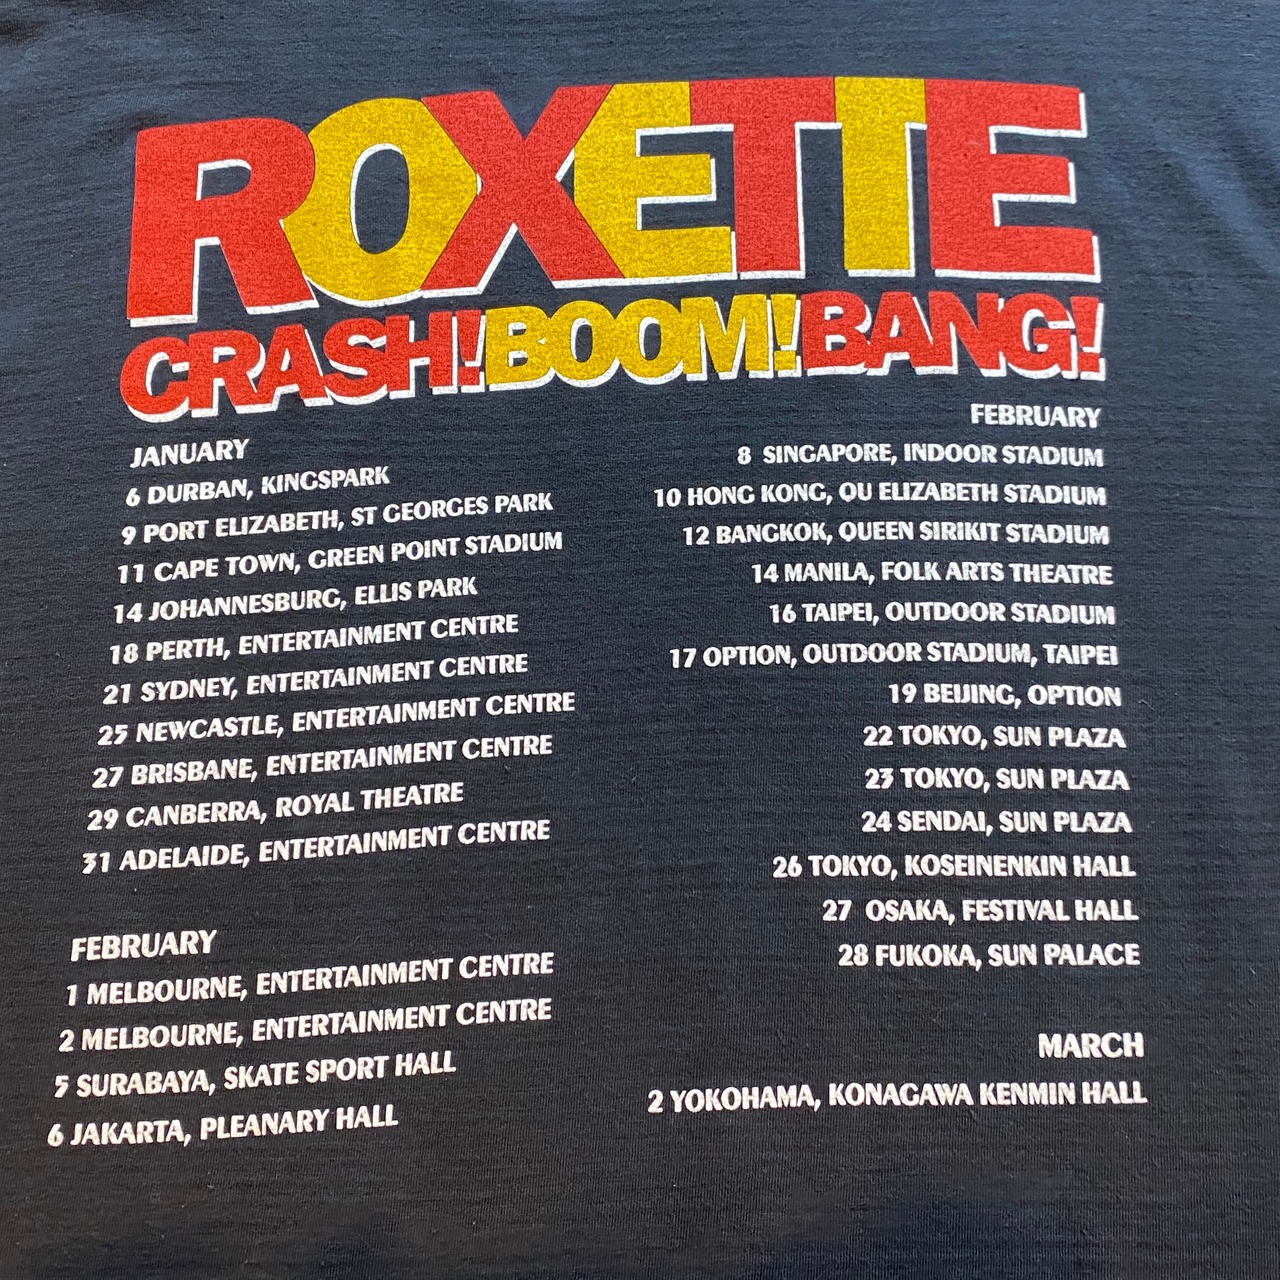 ROXETTE
CRASH!BOOM!BANG!
JANUARY
6 DURBAN, KINGSPARK
9 PORT ELIZABETH, ST GEORGES PARK
11 CAPE TOWN, GREEN POINT STADIUM
14 JOHANNESBURG, ELLIS PARK
18 PERTH, ENTERTAINMENT CENTRE
21 SYDNEY, ENTERTAINMENT CENTRE
25 NEWCASTLE, ENTERTAINMENT CENTRE
27 BRISBANE, ENTERTAINMENT CENTRE
29 CANBERRA, ROYAL THEATRE
31 ADELAIDE, ENTERTAINMENT CENTRE
FEBRUARY
1 MELBOURNE, ENTERTAINMENT CENTRE
2 MELBOURNE, ENTERTAINMENT CENTRE
5 SURABAYA, SKATE SPORT HALL
6 JAKARTA, PLEANARY HALL
FEBRUARY
8 SINGAPORE, INDOOR STADIUM
10 HONG KONG, QU ELIZABETH STADIUM
12 BANGKOK, QUEEN SIRIKIT STADIUM
14 MANILA, FOLK ARTS THEATRE
16 TAIPEI, OUTDOOR STADIUM
17 OPTION, OUTDOOR STADIUM, TAIPEI
19 BEIJING, OPTION
22 TOKYO, SUN PLAZA
23 TOKYO, SUN PLAZA
24 SENDAI, SUN PLAZA
26 TOKYO, KOSEINENKIN HALL
27 OSAKA, FESTIVAL HALL
28 FUKOKA, SUN PALACE
MARCH
2 YOKOHAMA, KONAGAWA KENMIN HALL